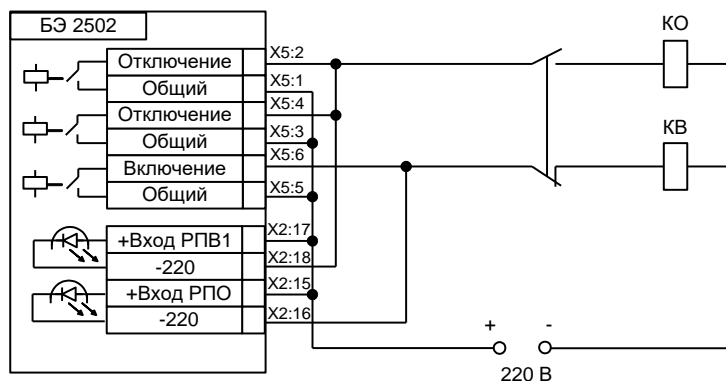 БЭ 2502
КО
Отключение X5:2
Общий X5:1
Отключение X5:4
Общий X5:3
КВ
Включение X5:6
Общий X5:5
+Вход РПВ1 X2:17
-220 X2:18
+Вход РПО X2:15
-220 X2:16
+ -
220 В